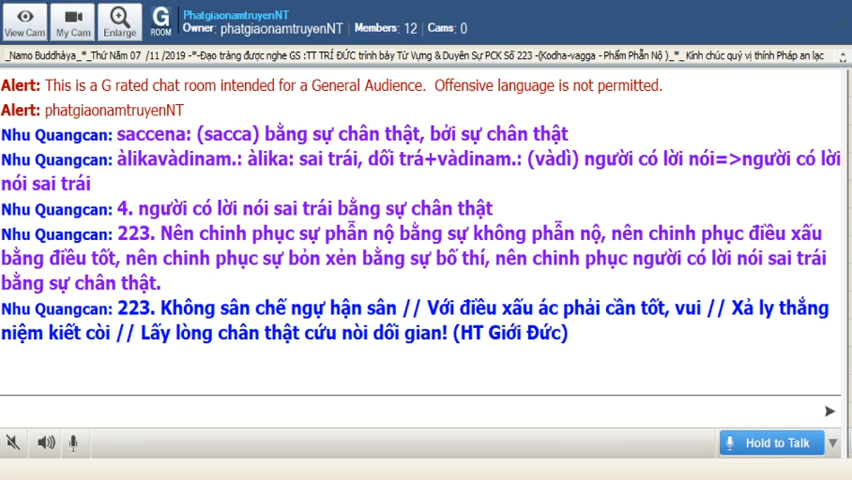 PhatgiaonamtruyenNT
Owner: phatgiaonamtruyenNT Members: 12 Cams: 0
View Cam
My Cam
Enlarge
G
ROOM
_Namo Buddhàya_*_Thứ Năm 07 /11 /2019 -*-Đạo tràng được nghe GS :TT TRÍ ĐỨC trình bày Từ Vựng & Duyên Sự PCK Số 223 -(Kodha-vagga - Phẩm Phẫn Nộ )_*_ Kính chúc quý vị thính Pháp an lạc
Alert: This is a G rated chat room intended for a General Audience. Offensive language is not permitted.
Alert: phatgiaonamtruyenNT
Nhu Quangcan: saccena: (sacca) bằng sự chân thật, bởi sự chân thật
Nhu Quangcan: àlikavàdinam.: àlika: sai trái, dối trá+vàdinam.: (vàdì) người có lời nói=>người có lời
nói sai trái
Nhu Quangcan: 4. người có lời nói sai trái bằng sự chân thật
Nhu Quangcan: 223. Nên chinh phục sự phẫn nộ bằng sự không phẫn nộ, nên chinh phục điều xấu
bằng điều tốt, nên chinh phục sự bỏn xẻn bằng sự bố thí, nên chinh phục người có lời nói sai trái
bằng sự chân thật.
Nhu Quangcan: 223. Không sân chế ngự hận sân // Với điều xấu ác phải cần tốt, vui // Xả ly thắng
niệm kiết còi // Lấy lòng chân thật cứu nòi dối gian! (HT Giới Đức)
Hold to Talk